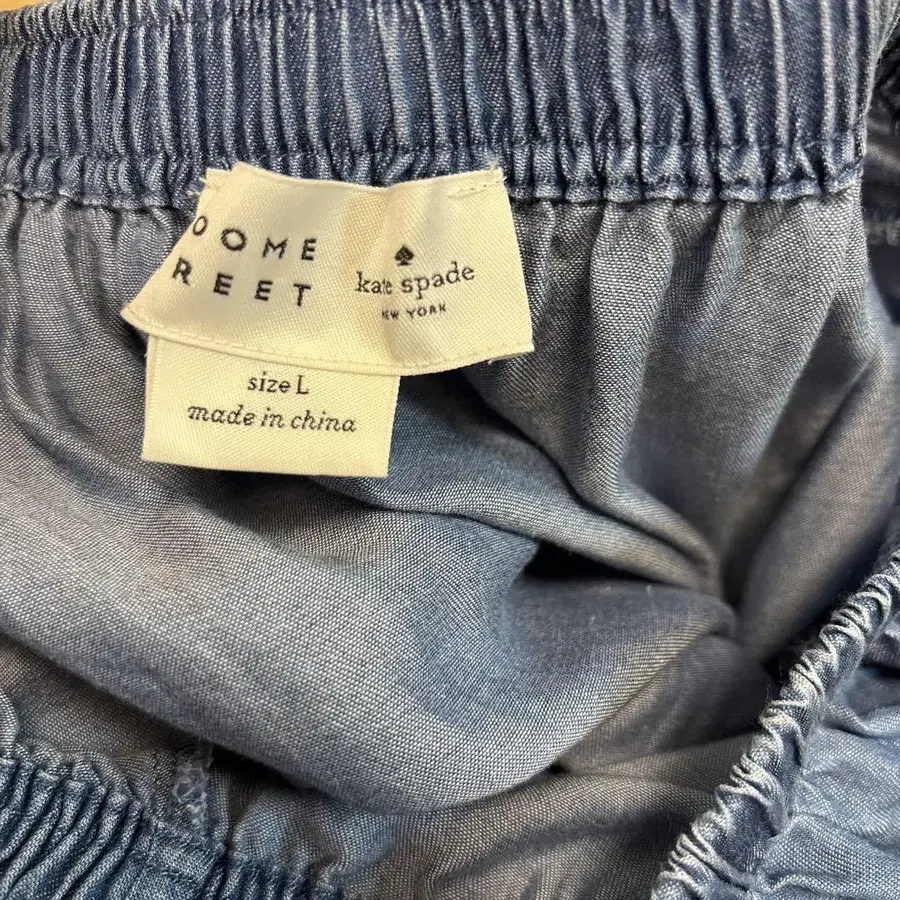 OOME
REET
kate spade
NEW YORK
size L
made in china